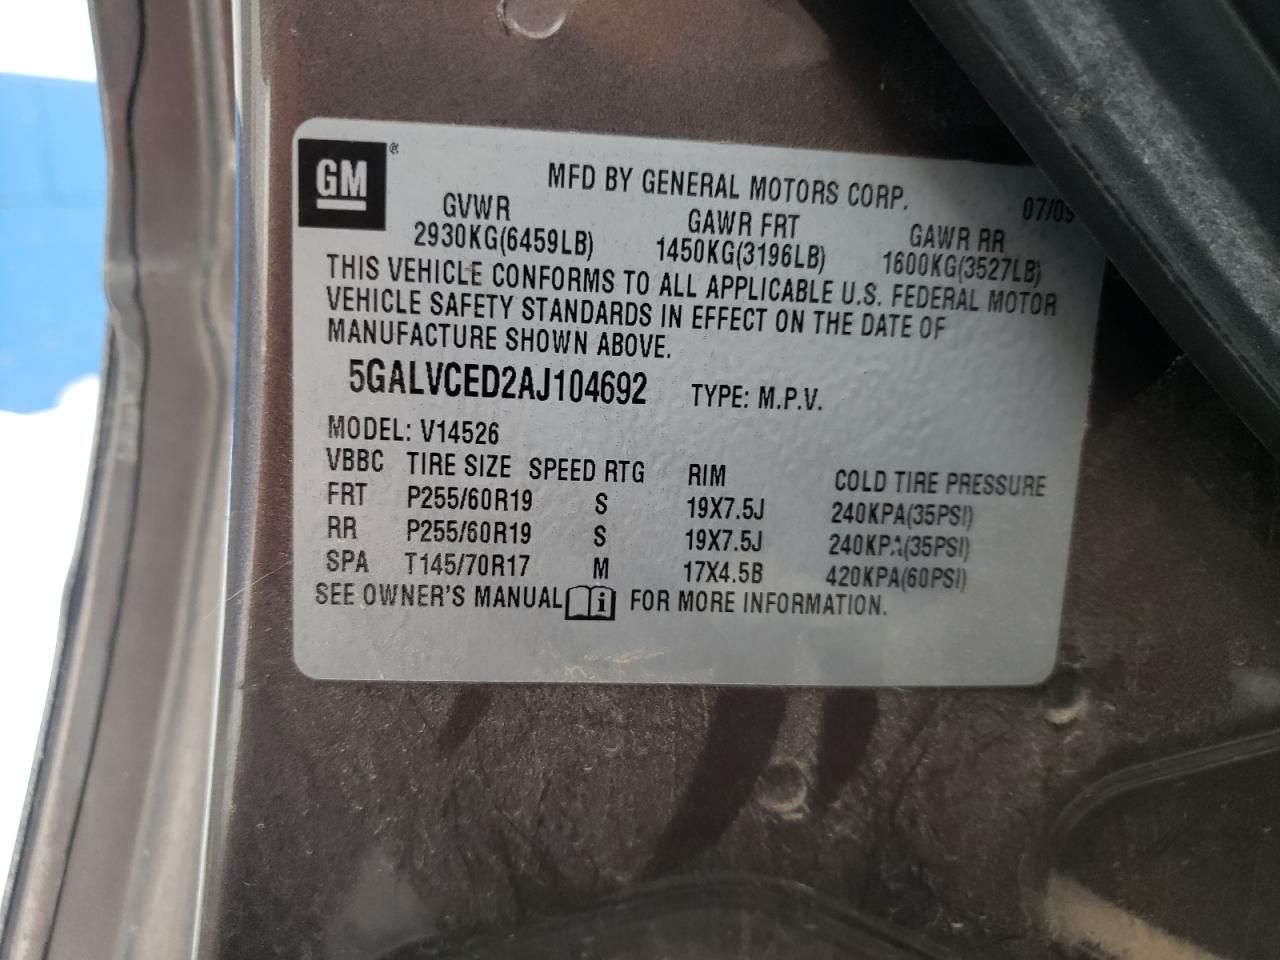 GM ®
MFD BY GENERAL MOTORS CORP. 07/09
GVWR GAWR FRT GAWR RR
2930KG(6459LB) 1450KG(3196LB) 1600KG(3527LB)
THIS VEHICLE CONFORMS TO ALL APPLICABLE U.S. FEDERAL MOTOR
VEHICLE SAFETY STANDARDS IN EFFECT ON THE DATE OF
MANUFACTURE SHOWN ABOVE.
5GALVCED2AJ104692 TYPE: M.P.V.
MODEL: V14526
VBBC TIRE SIZE SPEED RTG RIM COLD TIRE PRESSURE
FRT P255/60R19 S 19X7.5J 240KPA(35PSI)
RR P255/60R19 S 19X7.5J 240KPA(35PSI)
SPA T145/70R17 M 17X4.5B 420KPA(60PSI)
SEE OWNER'S MANUAL i FOR MORE INFORMATION.